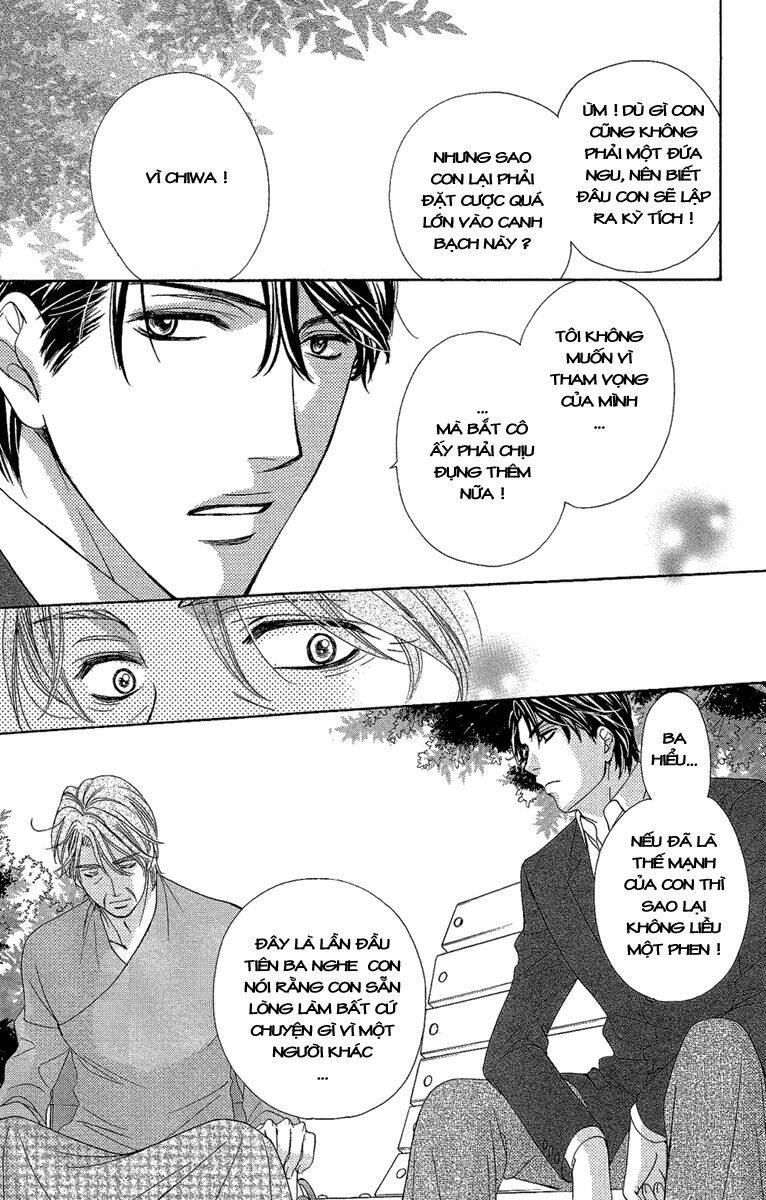 ỪM ! DÙ GÌ CON
CŨNG KHÔNG
PHẢI MỘT ĐỨA
NGU, NÊN BIẾT
ĐÂU CON SẼ LẬP
RA KỲ TÍCH !
NHƯNG SAO
CON LẠI PHẢI
ĐẶT CƯỢC QUÁ
LỚN VÀO CANH
BẠCH NÀY ?
VÌ CHIWA !
TÔI KHÔNG
MUỐN VÌ
THAM VỌNG
CỦA MÌNH
...
...
MÀ BẮT CÔ
ẤY PHẢI CHỊU
ĐỰNG THÊM
NỮA !
BA
HIỂU...
NẾU ĐÃ LÀ
THẾ MẠNH
CỦA CON THÌ
SAO LẠI
KHÔNG LIỀU
MỘT PHEN !
ĐÂY LÀ LẦN ĐẦU
TIÊN BA NGHE CON
NÓI RẰNG CON SẴN
LÒNG LÀM BẤT CỨ
CHUYỆN GÌ VÌ MỘT
NGƯỜI KHÁC
...